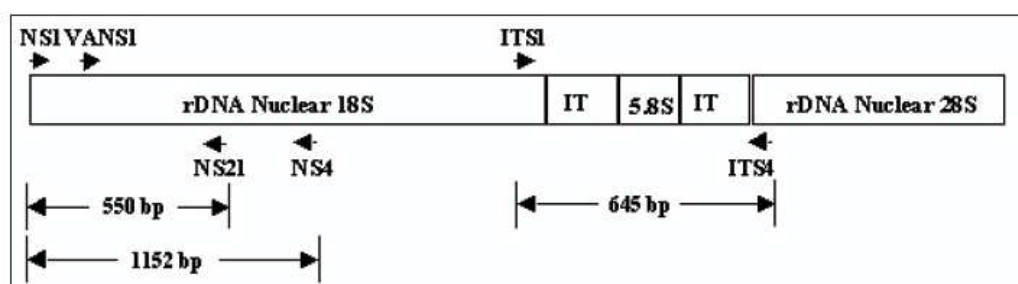 NS1 VANS1 ITS1
rDNA Nuclear 18S IT 5.8S IT rDNA Nuclear 28S
NS21 NS4 ITS4
550 bp 645 bp
1152 bp